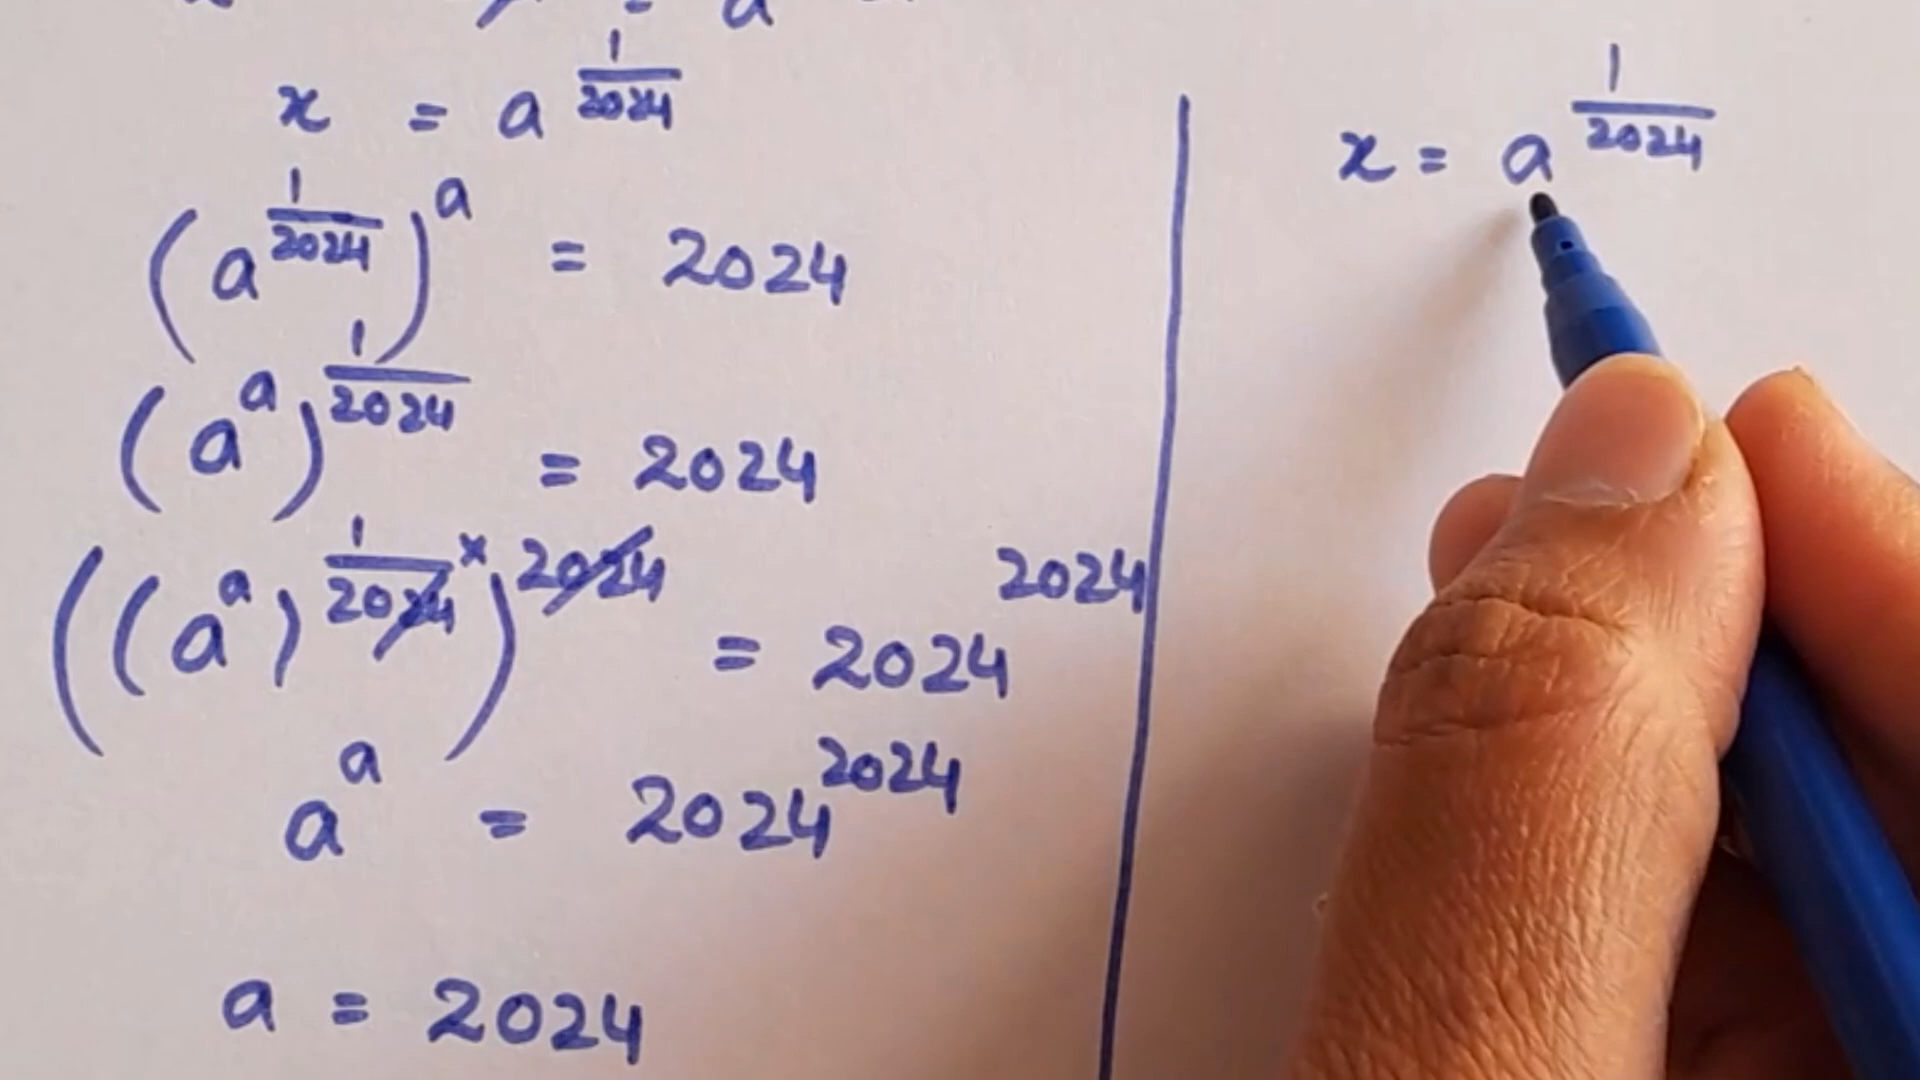 x = a^(1/2024)
(a^(1/2024))^a = 2024
(a^a)^(1/2024) = 2024
((a^a)^(1/2024 ×))^2024 = 2024^2024
a^a = 2024^2024
a = 2024
x = a^(1/2024)